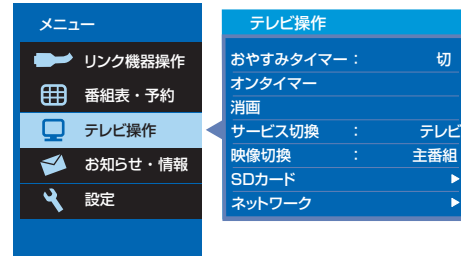 メニュー
リンク機器操作
番組表・予約
テレビ操作
お知らせ・情報
設定
テレビ操作
おやすみタイマー： 切
オンタイマー
消画
サービス切換 ： テレビ
映像切換 ： 主番組
SDカード
ネットワーク